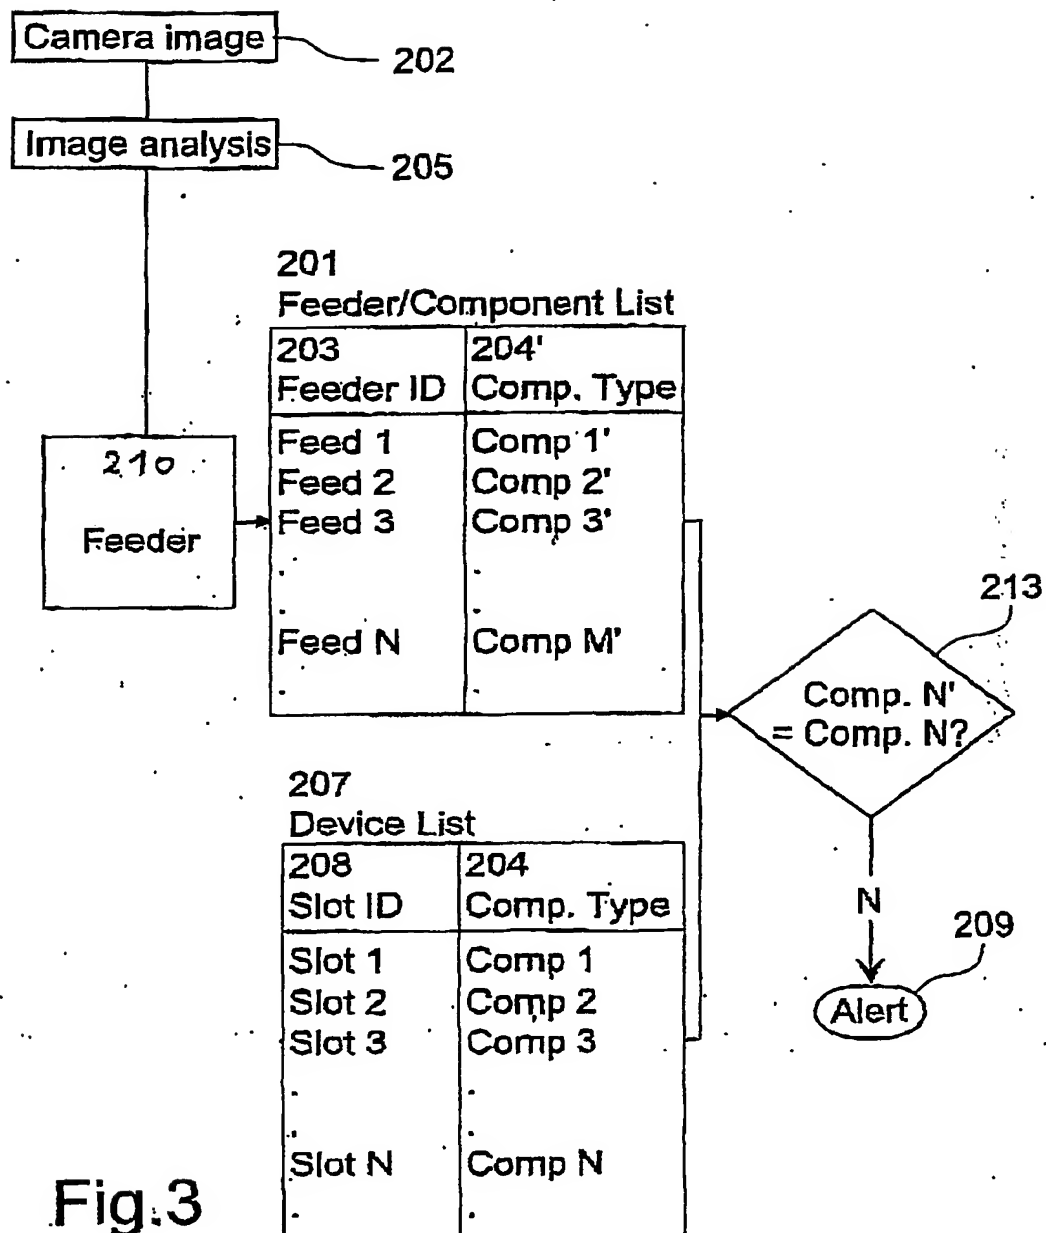 Camera image
202
Image analysis
205
201
Feeder/Component List
203 204'
Feeder ID Comp. Type
Feed 1 Comp 1'
Feed 2 Comp 2'
Feed 3 Comp 3'
. .
. .
Feed N Comp M'
. .
210
Feeder
213
Comp. N'
= Comp. N?
N
209
Alert
207
Device List
208 204
Slot ID Comp. Type
Slot 1 Comp 1
Slot 2 Comp 2
Slot 3 Comp 3
. .
. .
Slot N Comp N
. .
Fig.3